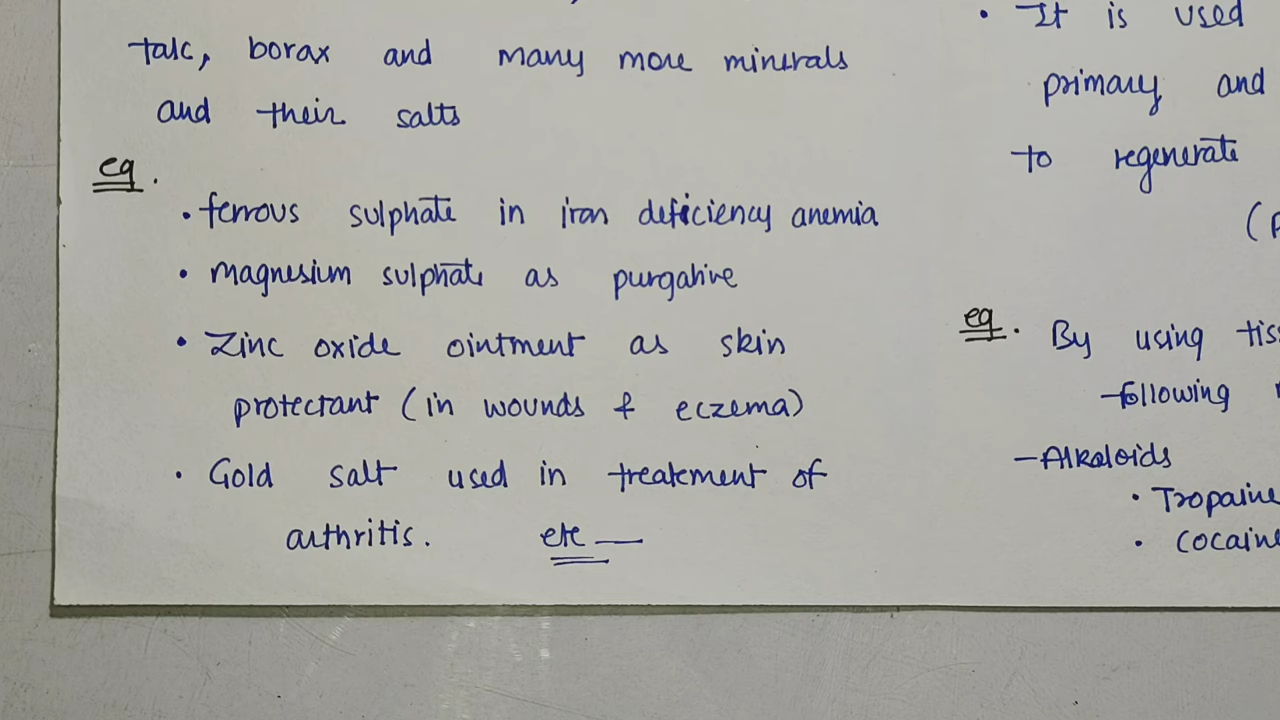 talc, borax and many more minerals
and their salts
eg.
• ferrous sulphate in iron deficiency anemia
• magnesium sulphate as purgative
• Zinc oxide ointment as skin
protectant (in wounds & eczema)
• Gold salt used in treatement of
arthritis. etc —
• It is used
primary and
to regenerate
(
eg. By using
following
- Alkaloids
• Tropaine
• cocaine